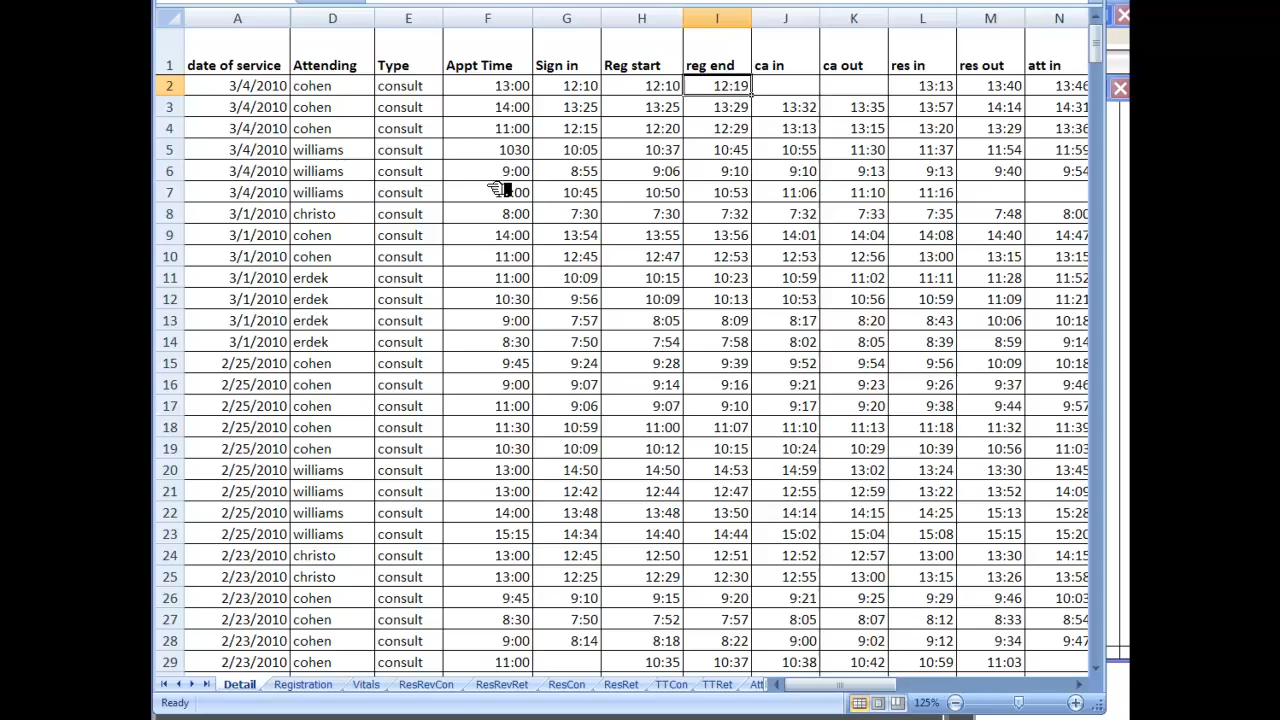 A D E F G H I J K L M N
1 date of service Attending Type Appt Time Sign in Reg start reg end ca in ca out res in res out att in
2 3/4/2010 cohen consult 13:00 12:10 12:10 12:19 13:13 13:40 13:46
3 3/4/2010 cohen consult 14:00 13:25 13:25 13:29 13:32 13:35 13:57 14:14 14:31
4 3/4/2010 cohen consult 11:00 12:15 12:20 12:29 13:13 13:15 13:20 13:29 13:36
5 3/4/2010 williams consult 1030 10:05 10:37 10:45 10:55 11:30 11:37 11:54 11:59
6 3/4/2010 williams consult 9:00 8:55 9:06 9:10 9:10 9:13 9:13 9:40 9:54
7 3/4/2010 williams consult 10:45 10:50 10:53 11:06 11:10 11:16
8 3/1/2010 christo consult 8:00 7:30 7:30 7:32 7:32 7:33 7:35 7:48 8:00
9 3/1/2010 cohen consult 14:00 13:54 13:55 13:56 14:01 14:04 14:08 14:40 14:47
10 3/1/2010 cohen consult 11:00 12:45 12:47 12:53 12:53 12:56 13:00 13:15 13:15
11 3/1/2010 erdek consult 11:00 10:09 10:15 10:23 10:59 11:02 11:11 11:28 11:52
12 3/1/2010 erdek consult 10:30 9:56 10:09 10:13 10:53 10:56 10:59 11:09 11:21
13 3/1/2010 erdek consult 9:00 7:57 8:05 8:09 8:17 8:20 8:43 10:06 10:18
14 3/1/2010 erdek consult 8:30 7:50 7:54 7:58 8:02 8:05 8:39 8:59 9:14
15 2/25/2010 cohen consult 9:45 9:24 9:28 9:39 9:52 9:54 9:56 10:09 10:18
16 2/25/2010 cohen consult 9:00 9:07 9:14 9:16 9:21 9:23 9:26 9:37 9:46
17 2/25/2010 cohen consult 11:00 9:06 9:07 9:10 9:17 9:20 9:38 9:44 9:57
18 2/25/2010 cohen consult 11:30 10:59 11:00 11:07 11:10 11:13 11:18 11:32 11:39
19 2/25/2010 cohen consult 10:30 10:09 10:12 10:15 10:24 10:29 10:39 10:56 11:03
20 2/25/2010 williams consult 13:00 14:50 14:50 14:53 14:59 13:02 13:24 13:30 13:45
21 2/25/2010 williams consult 13:00 12:42 12:44 12:47 12:55 12:59 13:22 13:52 14:09
22 2/25/2010 williams consult 14:00 13:48 13:48 13:50 14:14 14:15 14:25 15:13 15:28
23 2/25/2010 williams consult 15:15 14:34 14:40 14:44 15:02 15:04 15:08 15:15 15:20
24 2/23/2010 christo consult 13:00 12:45 12:50 12:51 12:52 12:57 13:00 13:30 14:15
25 2/23/2010 christo consult 13:00 12:25 12:29 12:30 12:55 13:00 13:15 13:26 13:58
26 2/23/2010 cohen consult 9:45 9:10 9:15 9:20 9:21 9:25 9:29 9:46 10:03
27 2/23/2010 cohen consult 8:30 7:50 7:52 7:57 8:05 8:07 8:12 8:33 8:54
28 2/23/2010 cohen consult 9:00 8:14 8:18 8:22 9:00 9:02 9:12 9:34 9:47
29 2/23/2010 cohen consult 11:00 10:35 10:37 10:38 10:42 10:59 11:03
Detail Registration Vitals ResRevCon ResRevRet ResCon ResRet TTCon TTRet Att
Ready 125%